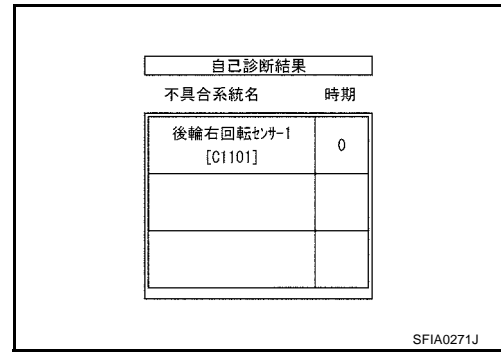 自己診断結果
不具合系統名 時期
後輪右回転ｾﾝｻｰ1 0
[C1101]
SFIA0271J